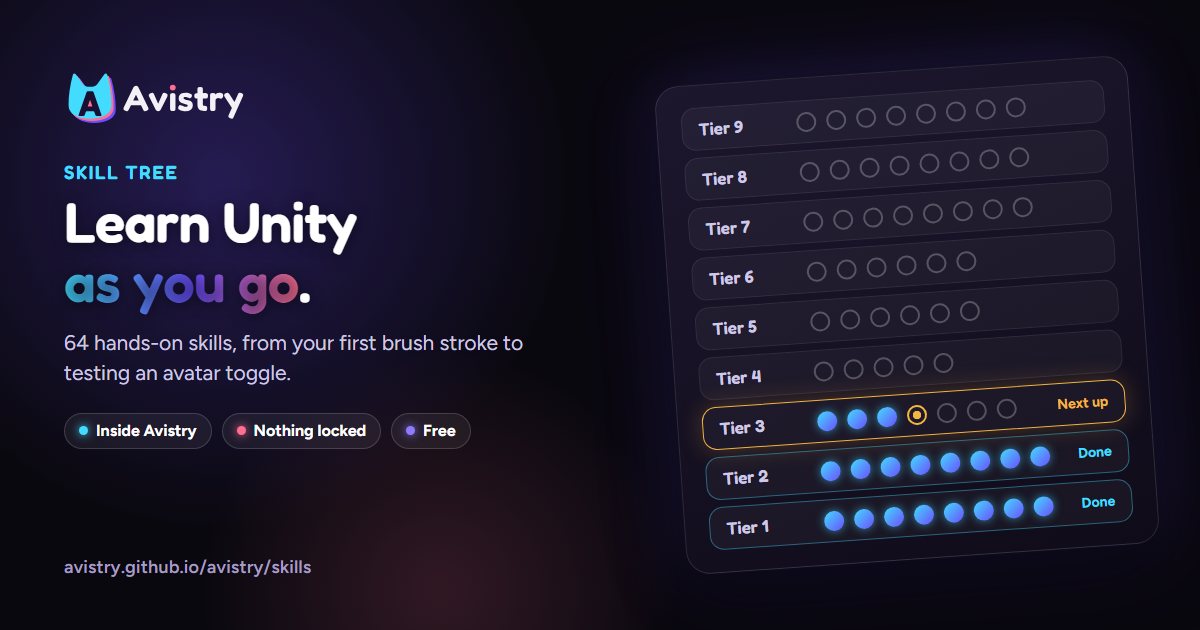 A Avistry
SKILL TREE
Learn Unity
as you go.
64 hands-on skills, from your first brush stroke to
testing an avatar toggle.
Inside Avistry
Nothing locked
Free
avistry.github.io/avistry/skills
Tier 9
Tier 8
Tier 7
Tier 6
Tier 5
Tier 4
Tier 3 Next up
Tier 2 Done
Tier 1 Done